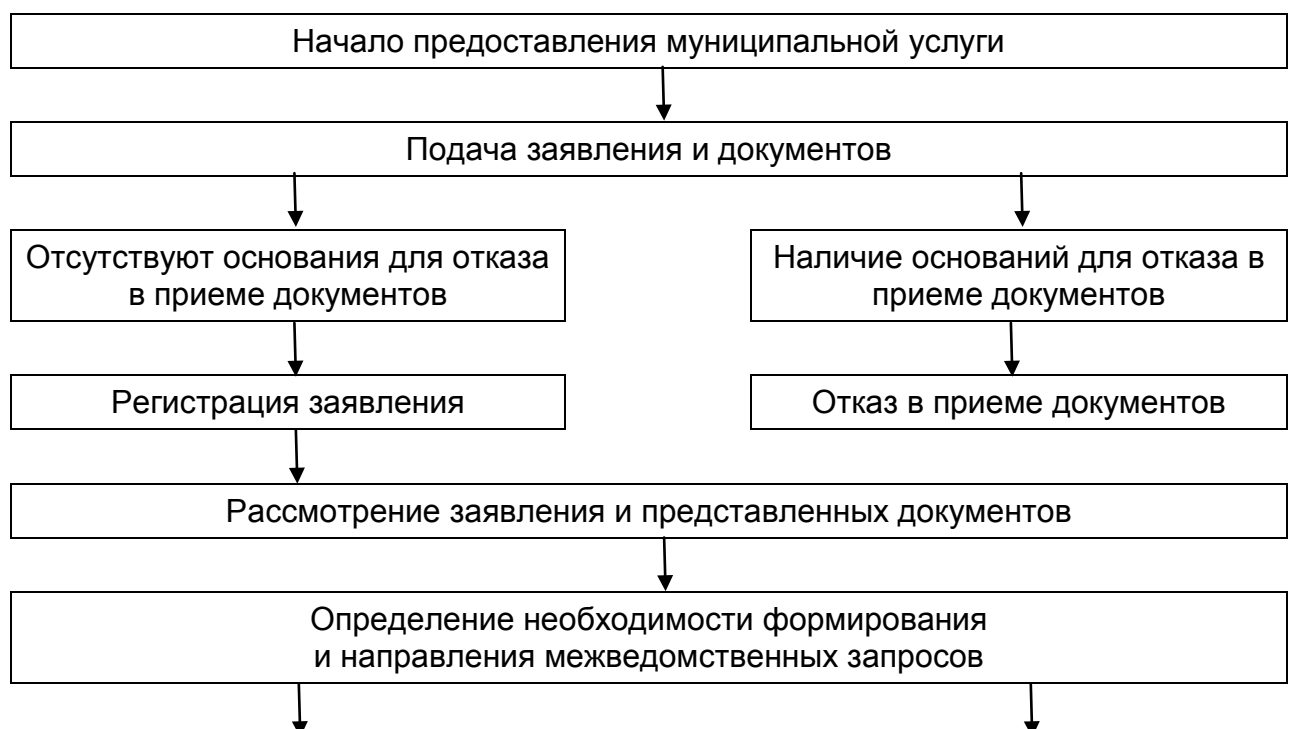 Начало предоставления муниципальной услуги
Подача заявления и документов
Отсутствуют основания для отказа
в приеме документов
Наличие оснований для отказа в
приеме документов
Регистрация заявления
Отказ в приеме документов
Рассмотрение заявления и представленных документов
Определение необходимости формирования
и направления межведомственных запросов